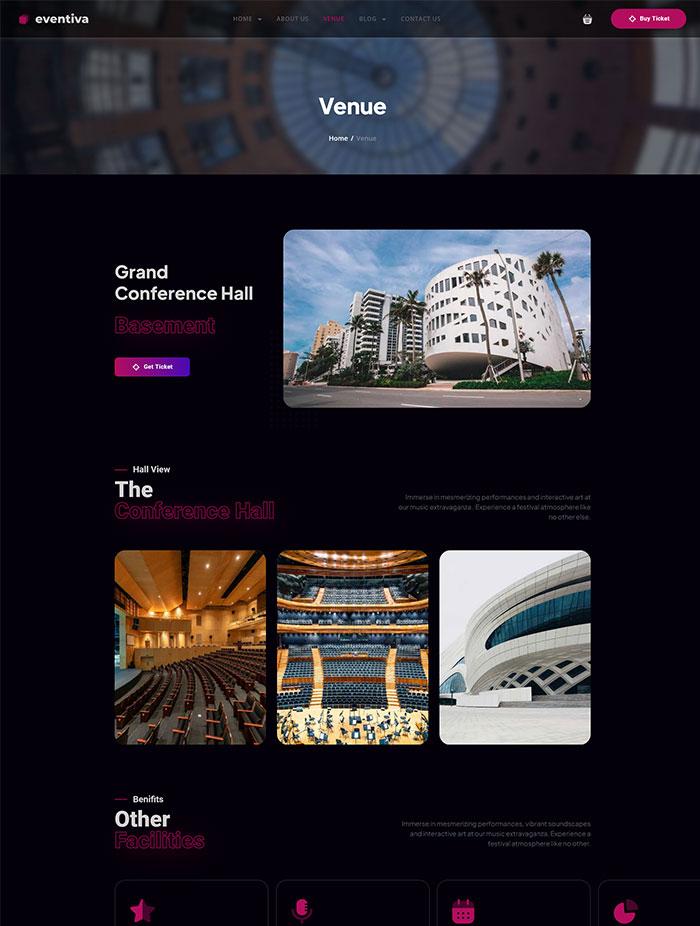 eventiva
HOME ABOUT US VENUE BLOG CONTACT US
Buy Ticket
Venue
Home / Venue
Grand
Conference Hall
Basement
Get Ticket
Hall View
The
Conference Hall
Immerse in mesmerizing performances and interactive art at
our music extravaganza. Experience a festival atmosphere like
no other else.
Benifits
Other
Facilities
Immerse in mesmerizing performances, vibrant soundscapes
and interactive art at our music extravaganza. Experience a
festival atmosphere like no other.